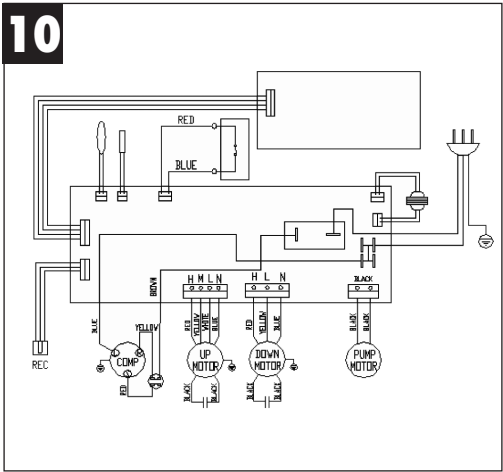 10
RED
BLUE
BROWN
H M L N
H L N
BLACK
BLUE
YELLOW
RED
YELLOW
WHITE
BLUE
RED
YELLOW
BLUE
BLACK
BLACK
REC
COMP
UP
MOTOR
DOWN
MOTOR
PUMP
MOTOR
RED
BLACK
BLACK
BLACK
BLACK